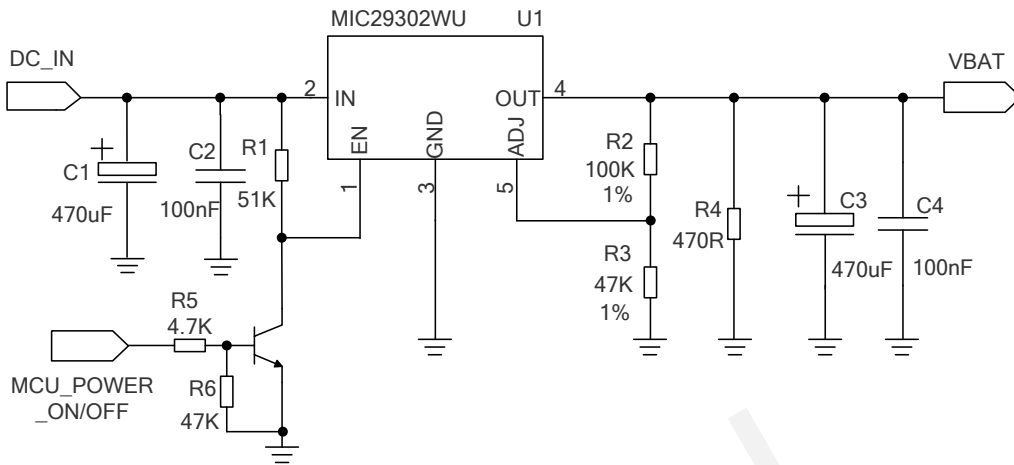 MIC29302WU U1
DC_IN
VBAT
2 IN
OUT 4
EN
GND
ADJ
1
3
5
C1
470uF
C2
100nF
R1
51K
R2
100K
1%
R3
47K
1%
R4
470R
C3
470uF
C4
100nF
R5
4.7K
R6
47K
MCU_POWER
_ON/OFF
+
+